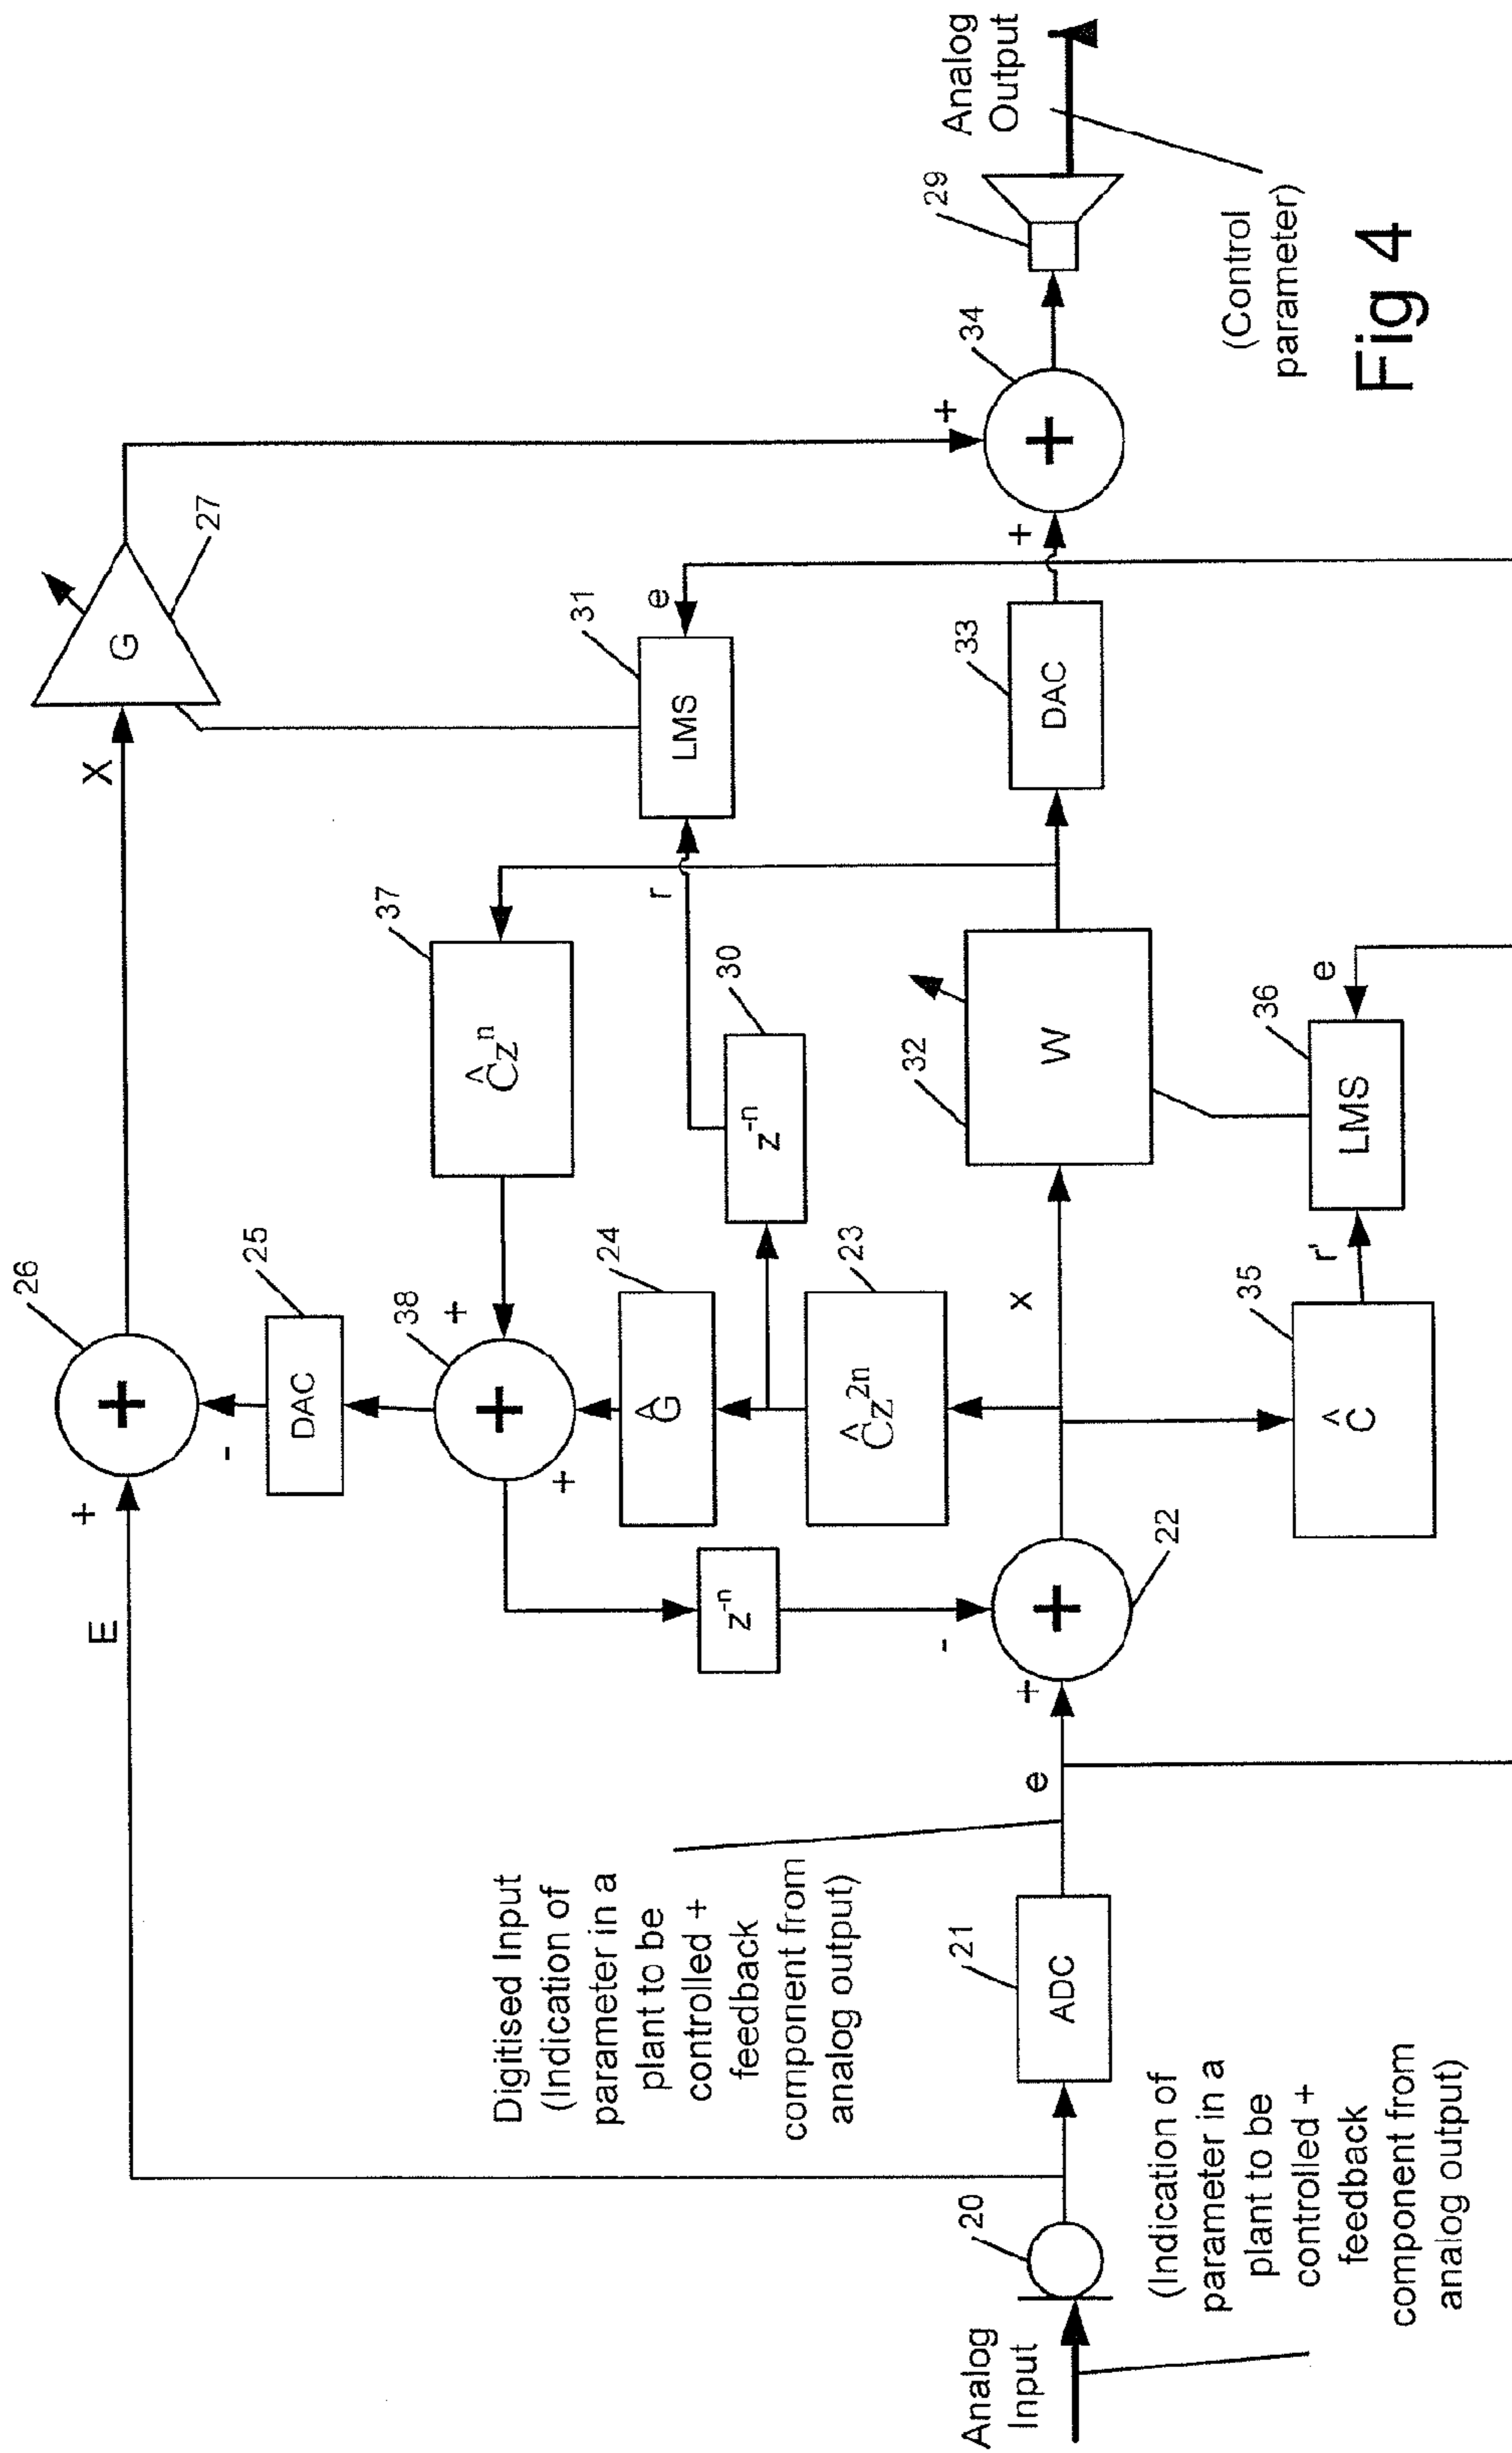 26
E
+
X
G
27
-
DAC
25
38
+
+
ĈZⁿ
37
31
LMS
e
r
z⁻ⁿ
30
Ĝ
24
ĈZ²ⁿ
23
z⁻ⁿ
-
+
22
x
32
W
33
DAC
+
+
34
29
Analog
Output
(Control
parameter)
35
Ĉ
r'
36
LMS
e
Digitised Input
(Indication of
parameter in a
plant to be
controlled +
feedback
component from
analog output)
e
21
ADC
20
Analog
Input
(Indication of
parameter in a
plant to be
controlled +
feedback
component from
analog output)
+
+
+
+
Fig 4